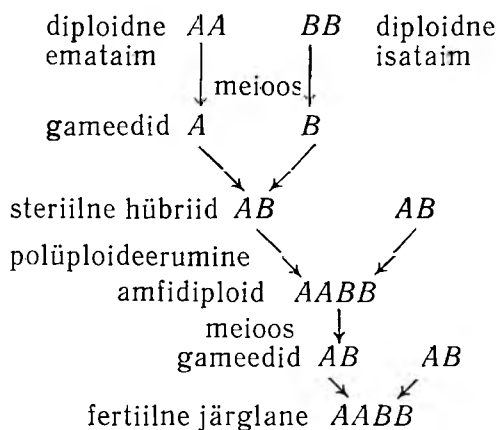 diploidne AA BB diploidne
emataim isataim
meioos
gameedid A B
steriilne hübriid AB AB
polüploideerumine
amfidiploid AABB
meioos
gameedid AB AB
fertiilne järglane AABB